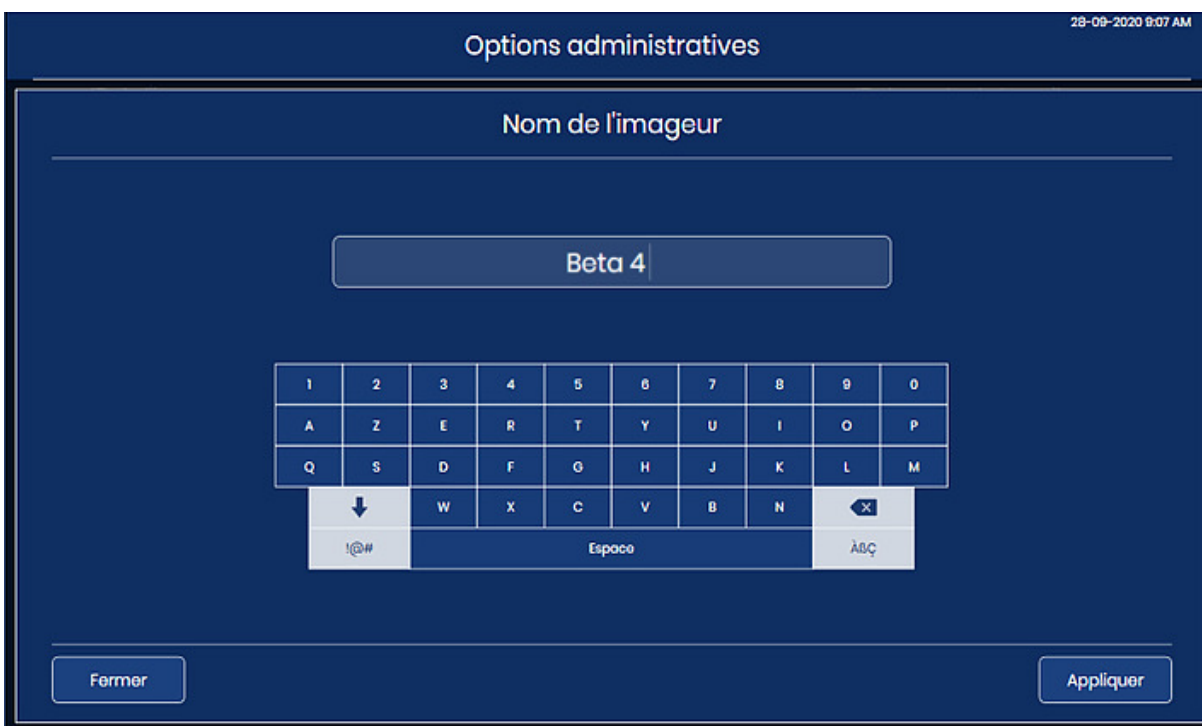 28-09-2020 9:07 AM
Options administratives
Nom de l'imageur
Beta 4
1 2 3 4 5 6 7 8 9 0
A Z E R T Y U I O P
Q S D F G H J K L M
W X C V B N
!@# Espace ÀßÇ
Fermer Appliquer